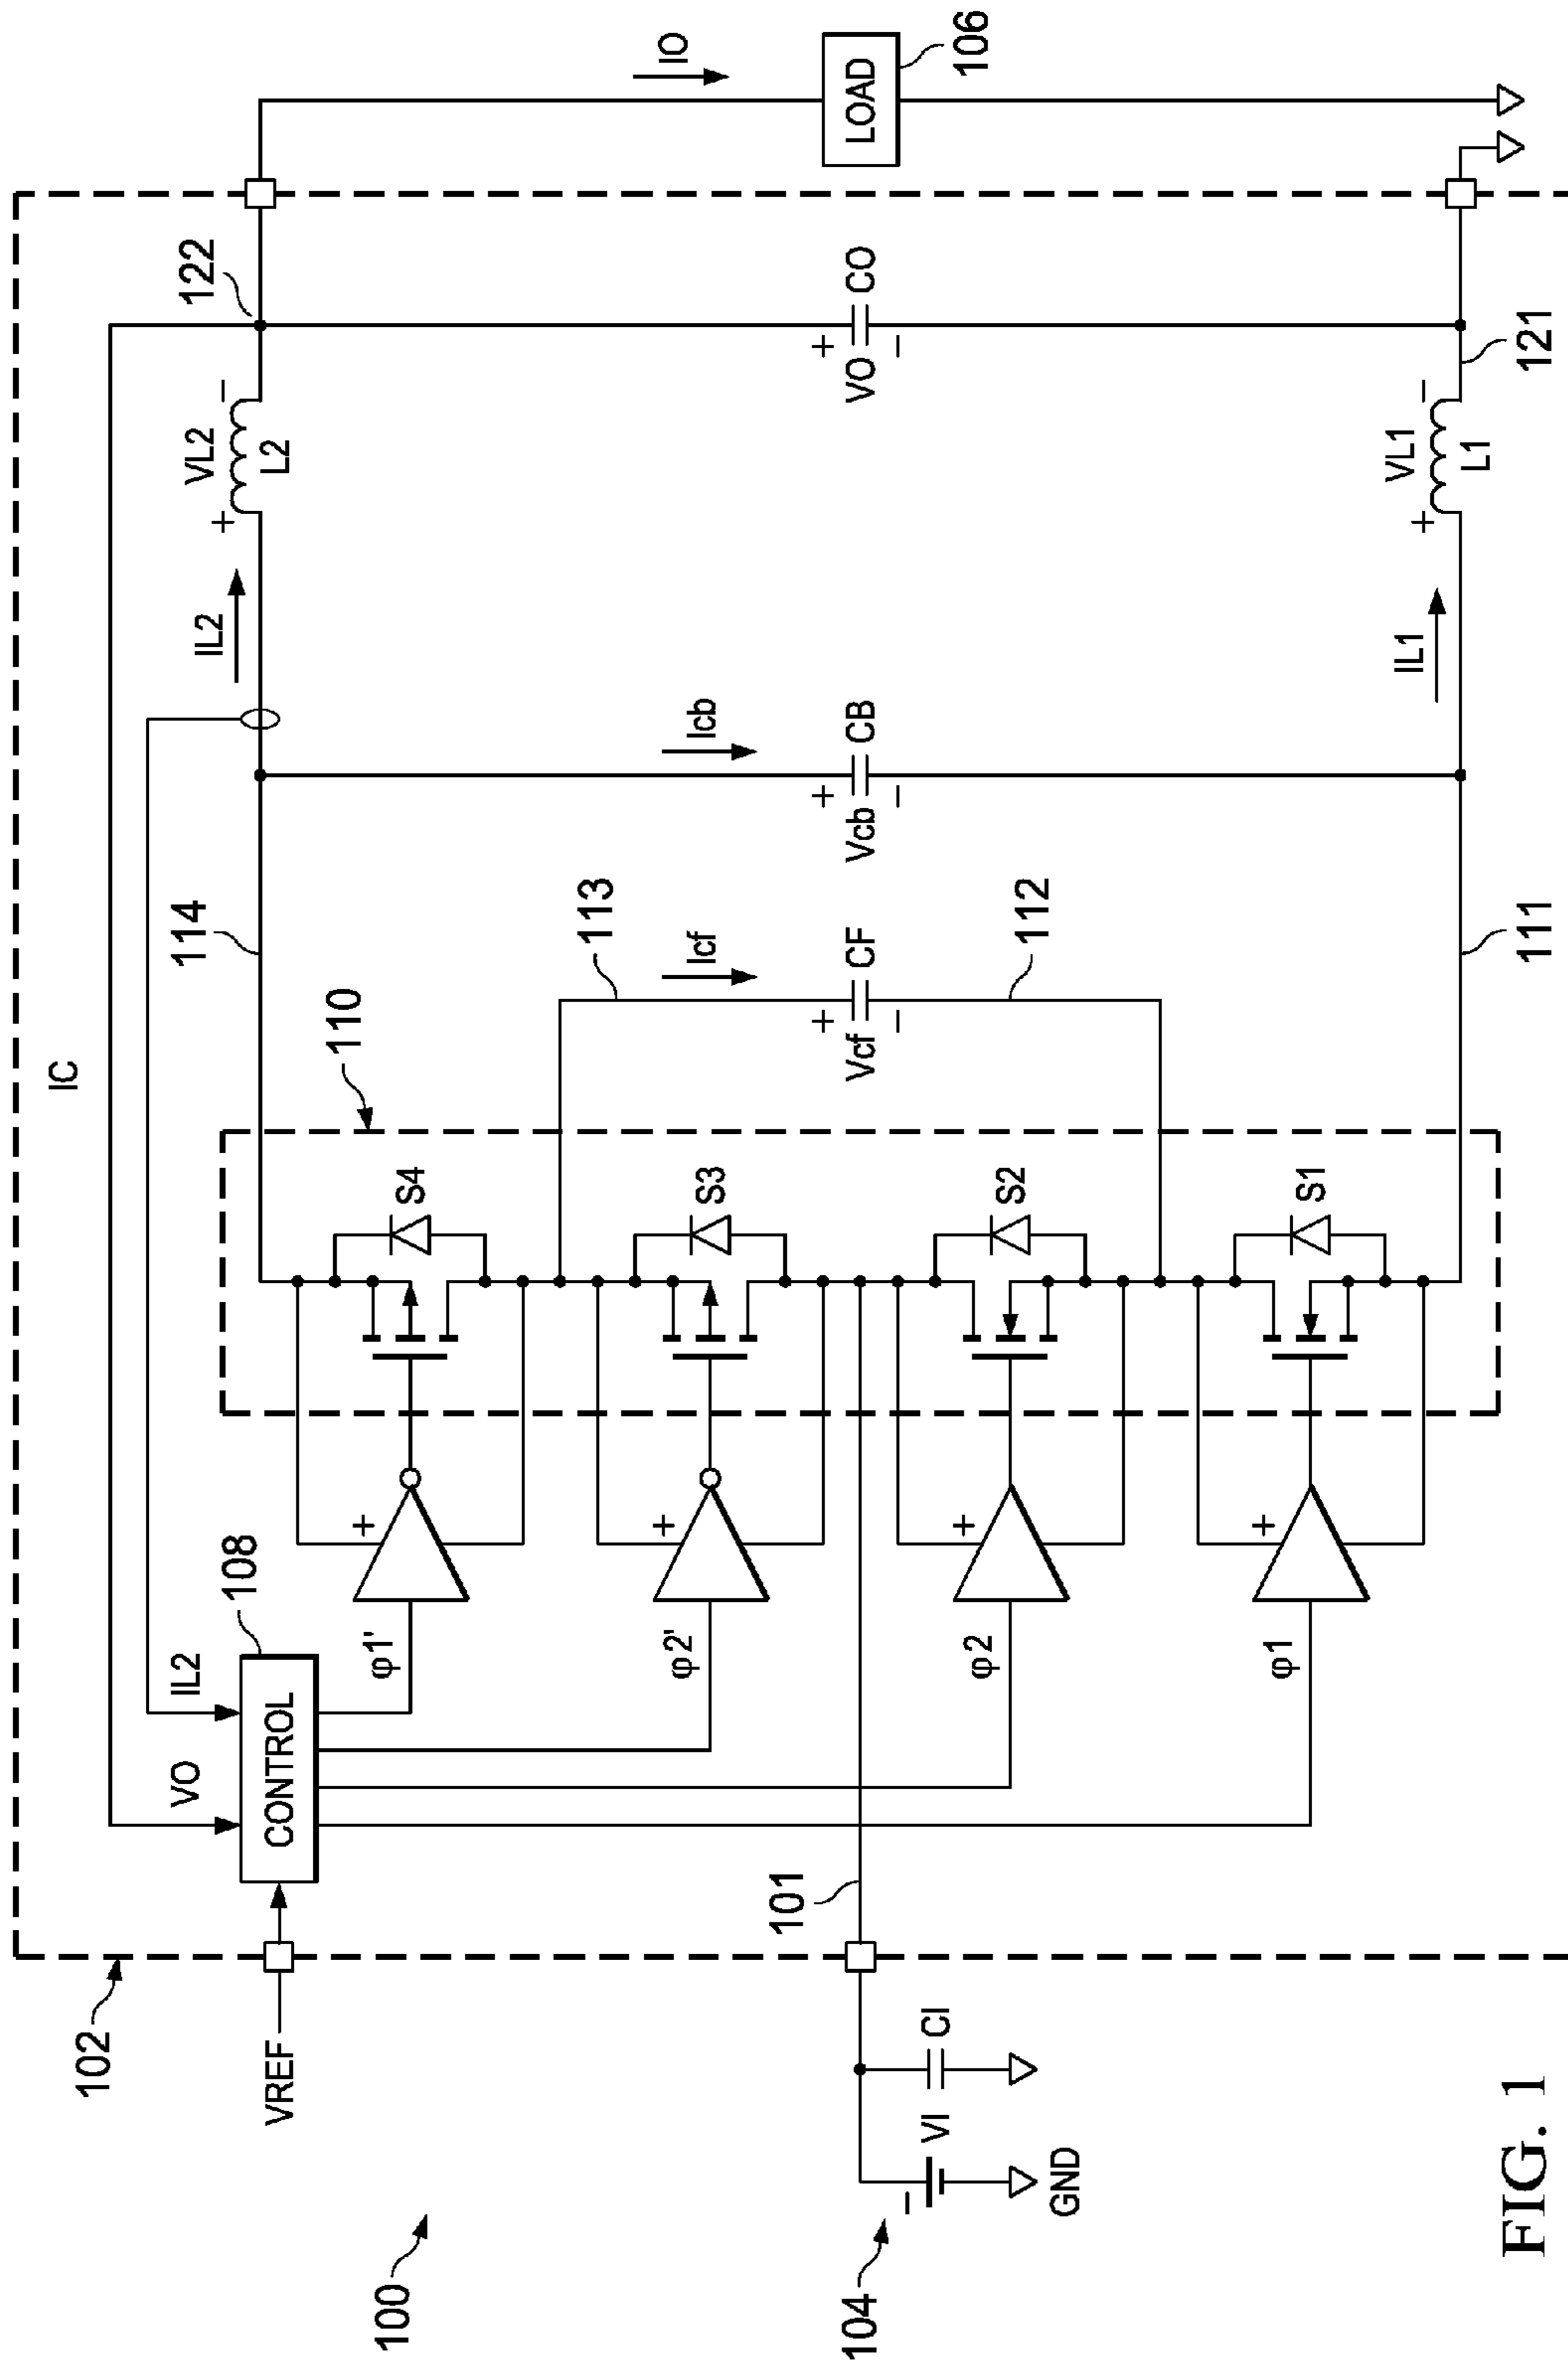 102
IC
VREF
VO
IL2
108
CONTROL
φ1'
φ2'
φ2
φ1
+
+
+
+
110
S4
S3
S2
S1
114
113
112
111
Icf
+
Vcf
CF
−
Icb
+
Vcb
CB
−
IL2
IL1
+
VL2
−
L2
+
VL1
−
L1
122
121
+
VO
CO
−
IO
LOAD
106
101
100
104
−
VI
CI
GND
FIG. 1